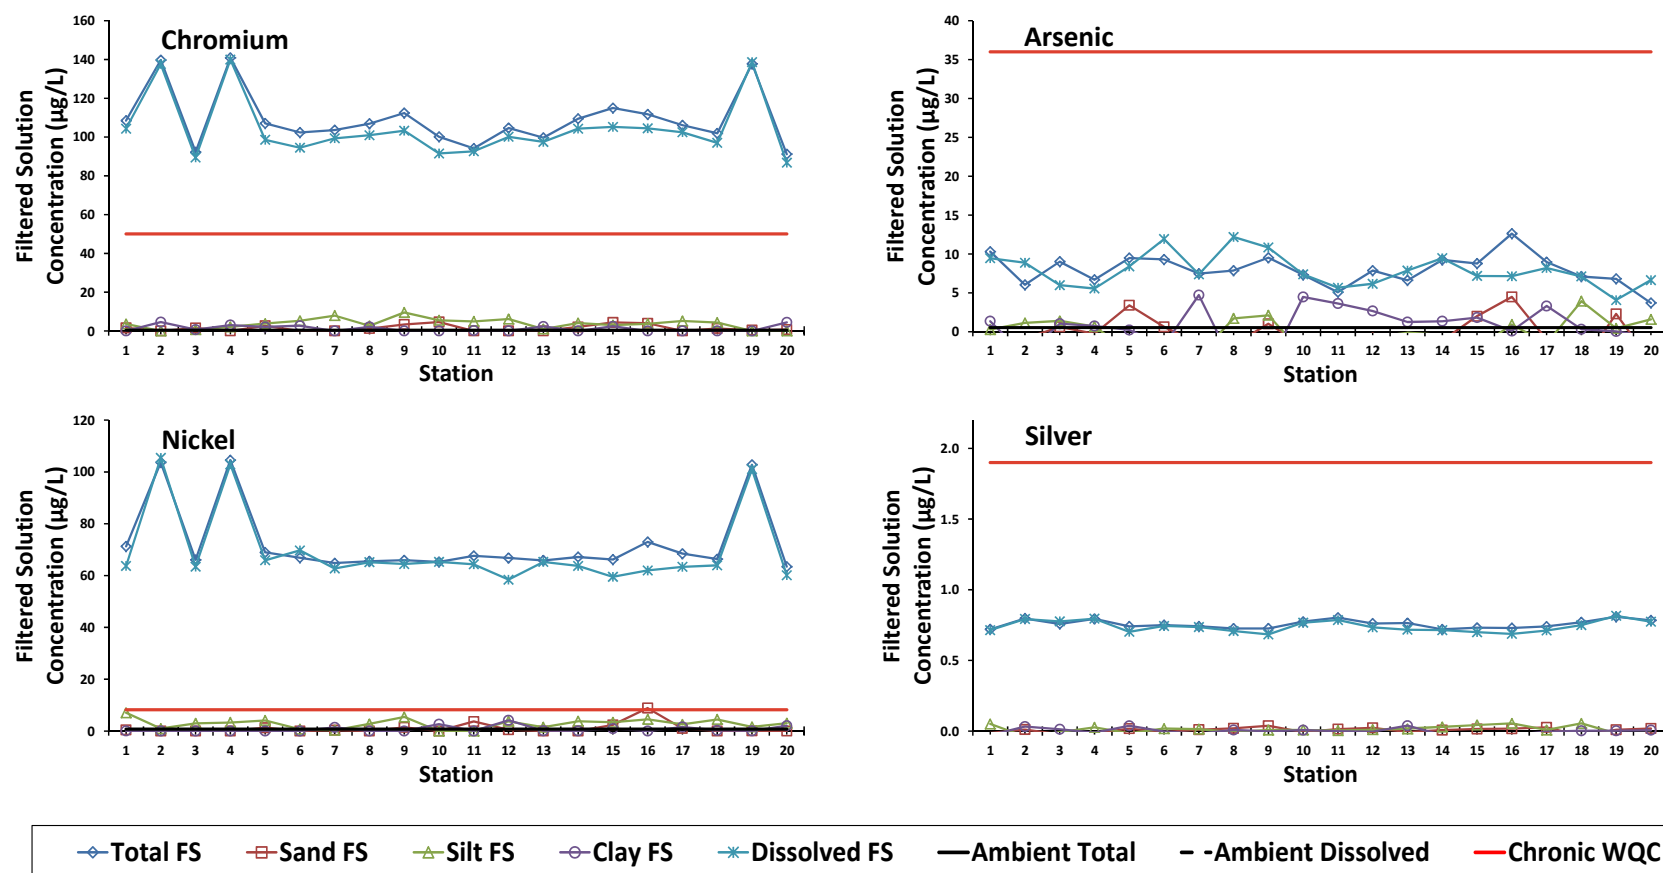 Chromium
Filtered Solution
Concentration (µg/L)
160
140
120
100
80
60
40
20
0
1 2 3 4 5 6 7 8 9 10 11 12 13 14 15 16 17 18 19 20
Station
Arsenic
Filtered Solution
Concentration (µg/L)
40
35
30
25
20
15
10
5
0
1 2 3 4 5 6 7 8 9 10 11 12 13 14 15 16 17 18 19 20
Station
Nickel
Filtered Solution
Concentration (µg/L)
120
100
80
60
40
20
0
1 2 3 4 5 6 7 8 9 10 11 12 13 14 15 16 17 18 19 20
Station
Silver
Filtered Solution
Concentration (µg/L)
2.0
1.5
1.0
0.5
0.0
1 2 3 4 5 6 7 8 9 10 11 12 13 14 15 16 17 18 19 20
Station
Total FS Sand FS Silt FS Clay FS Dissolved FS Ambient Total Ambient Dissolved Chronic WQC